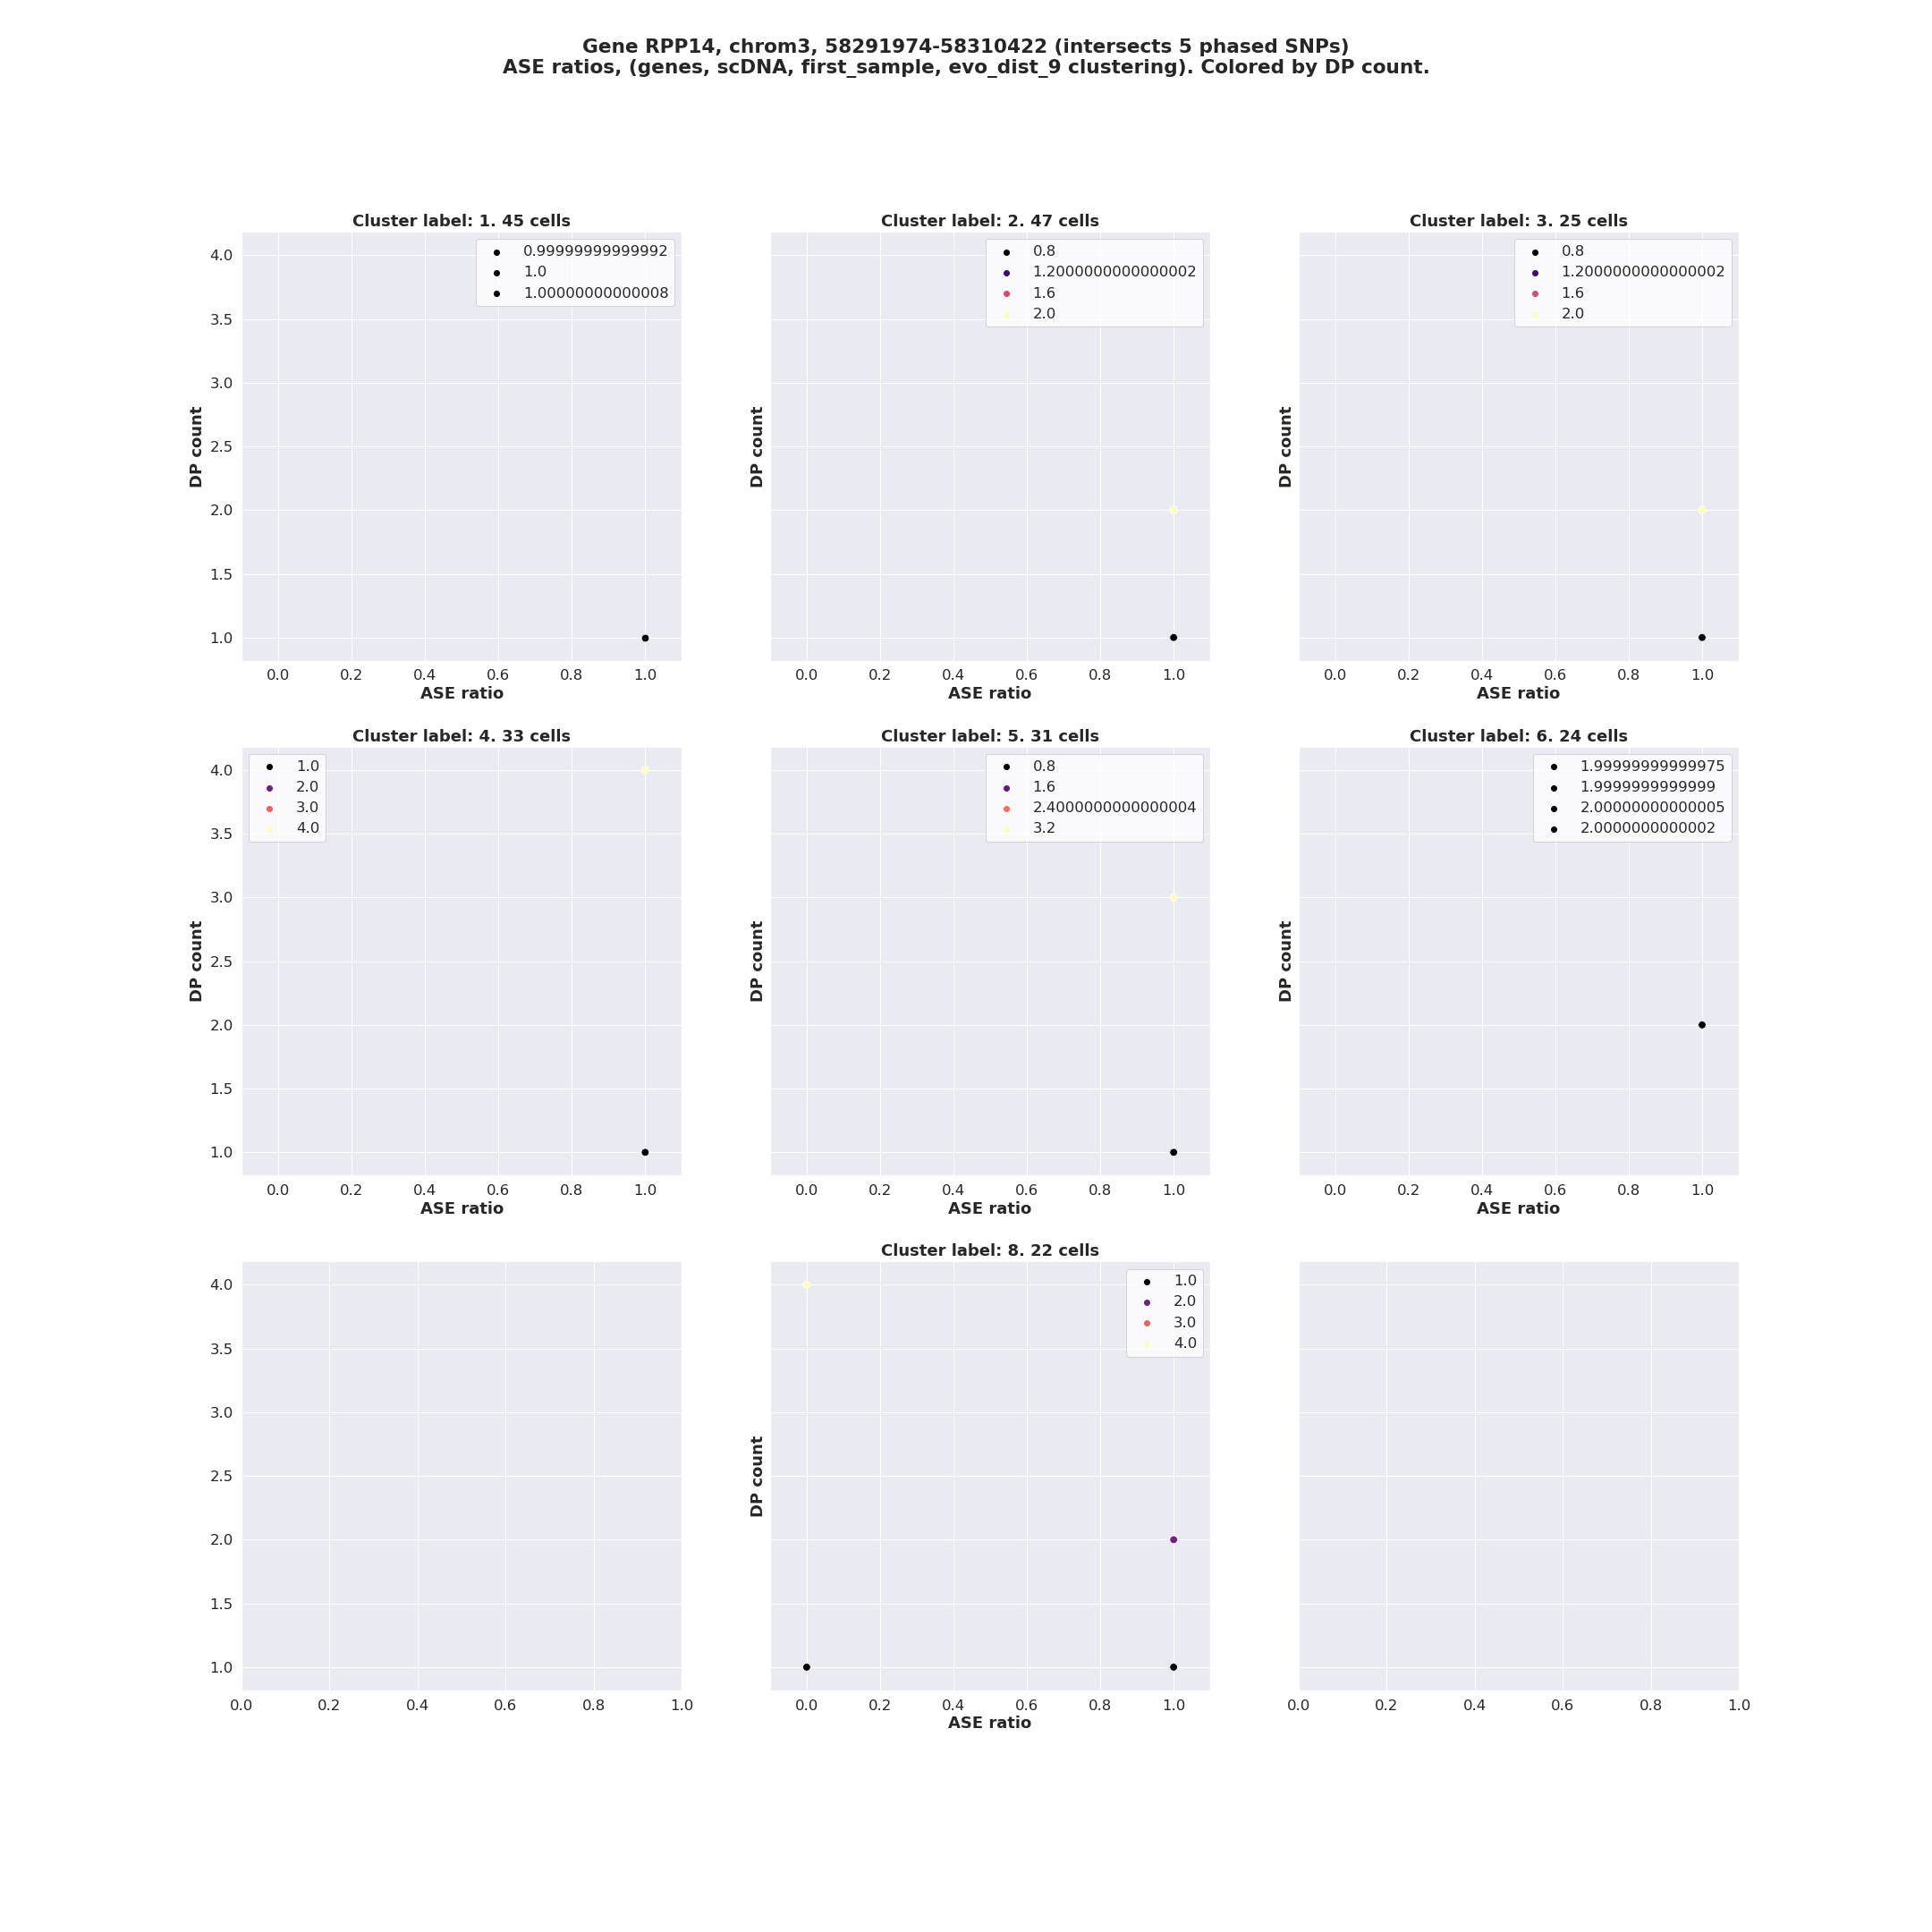 Gene RPP14, chrom3, 58291974-58310422 (intersects 5 phased SNPs)
ASE ratios, (genes, scDNA, first_sample, evo_dist_9 clustering). Colored by DP count.
Cluster label: 1. 45 cells
0.99999999999992
1.0
1.00000000000008
4.0
3.5
3.0
2.5
2.0
1.5
1.0
DP count
0.0 0.2 0.4 0.6 0.8 1.0
ASE ratio
Cluster label: 2. 47 cells
0.8
1.2000000000000002
1.6
2.0
DP count
0.0 0.2 0.4 0.6 0.8 1.0
ASE ratio
Cluster label: 3. 25 cells
0.8
1.2000000000000002
1.6
2.0
DP count
0.0 0.2 0.4 0.6 0.8 1.0
ASE ratio
Cluster label: 4. 33 cells
1.0
2.0
3.0
4.0
4.0
3.5
3.0
2.5
2.0
1.5
1.0
DP count
0.0 0.2 0.4 0.6 0.8 1.0
ASE ratio
Cluster label: 5. 31 cells
0.8
1.6
2.4000000000000004
3.2
DP count
0.0 0.2 0.4 0.6 0.8 1.0
ASE ratio
Cluster label: 6. 24 cells
1.99999999999975
1.9999999999999
2.00000000000005
2.0000000000002
DP count
0.0 0.2 0.4 0.6 0.8 1.0
ASE ratio
4.0
3.5
3.0
2.5
2.0
1.5
1.0
0.0 0.2 0.4 0.6 0.8 1.0
Cluster label: 8. 22 cells
1.0
2.0
3.0
4.0
DP count
0.0 0.2 0.4 0.6 0.8 1.0
ASE ratio
0.0 0.2 0.4 0.6 0.8 1.0